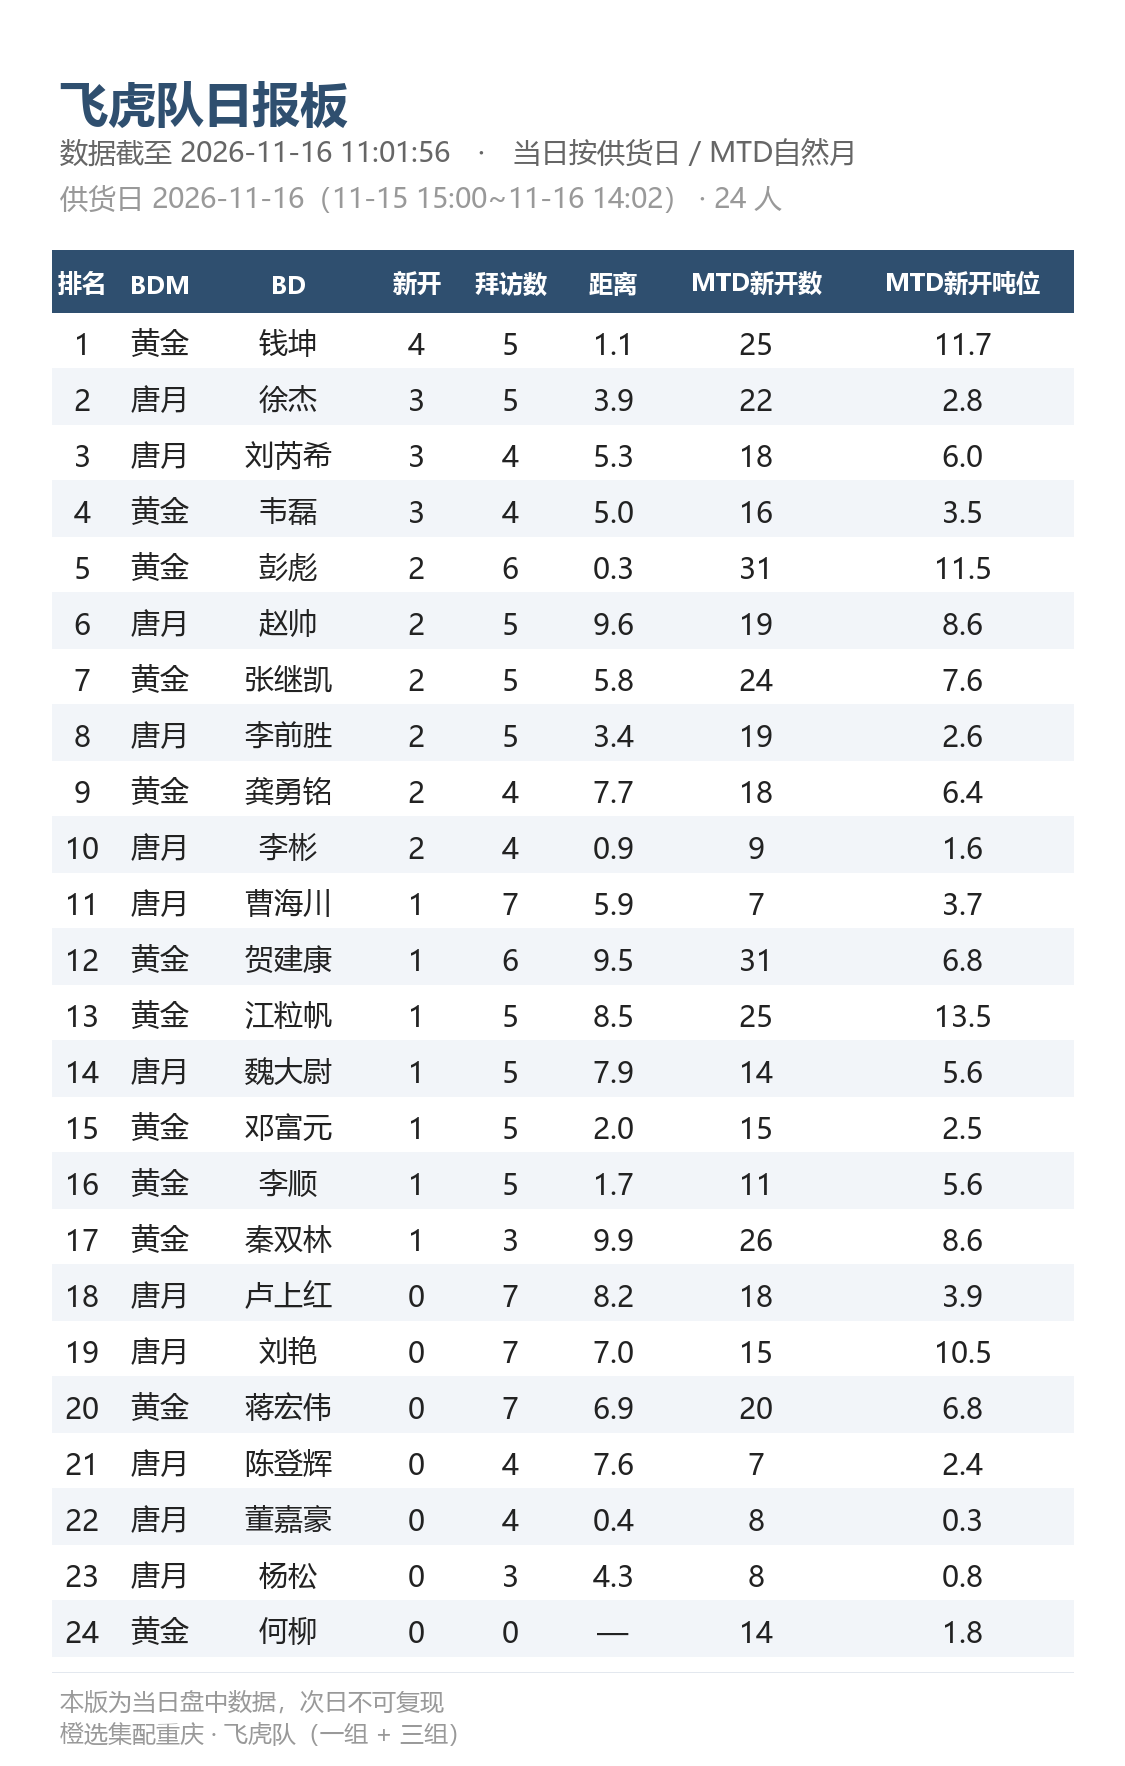 飞虎队日报板
数据截至 2026-11-16 11:01:56 · 当日按供货日 / MTD自然月
供货日 2026-11-16（11-15 15:00~11-16 14:02） · 24 人
排名 BDM BD 新开 拜访数 距离 MTD新开数 MTD新开吨位
1 黄金 钱坤 4 5 1.1 25 11.7
2 唐月 徐杰 3 5 3.9 22 2.8
3 唐月 刘芮希 3 4 5.3 18 6.0
4 黄金 韦磊 3 4 5.0 16 3.5
5 黄金 彭彪 2 6 0.3 31 11.5
6 唐月 赵帅 2 5 9.6 19 8.6
7 黄金 张继凯 2 5 5.8 24 7.6
8 唐月 李前胜 2 5 3.4 19 2.6
9 黄金 龚勇铭 2 4 7.7 18 6.4
10 唐月 李彬 2 4 0.9 9 1.6
11 唐月 曹海川 1 7 5.9 7 3.7
12 黄金 贺建康 1 6 9.5 31 6.8
13 黄金 江粒帆 1 5 8.5 25 13.5
14 唐月 魏大尉 1 5 7.9 14 5.6
15 黄金 邓富元 1 5 2.0 15 2.5
16 黄金 李顺 1 5 1.7 11 5.6
17 黄金 秦双林 1 3 9.9 26 8.6
18 唐月 卢上红 0 7 8.2 18 3.9
19 唐月 刘艳 0 7 7.0 15 10.5
20 黄金 蒋宏伟 0 7 6.9 20 6.8
21 唐月 陈登辉 0 4 7.6 7 2.4
22 唐月 董嘉豪 0 4 0.4 8 0.3
23 唐月 杨松 0 3 4.3 8 0.8
24 黄金 何柳 0 0 — 14 1.8
本版为当日盘中数据，次日不可复现
橙选集配重庆 · 飞虎队（一组 + 三组）